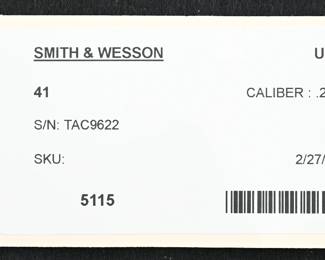 SMITH & WESSON U
41 CALIBER : .2
S/N: TAC9622
SKU: 2/27/
5115